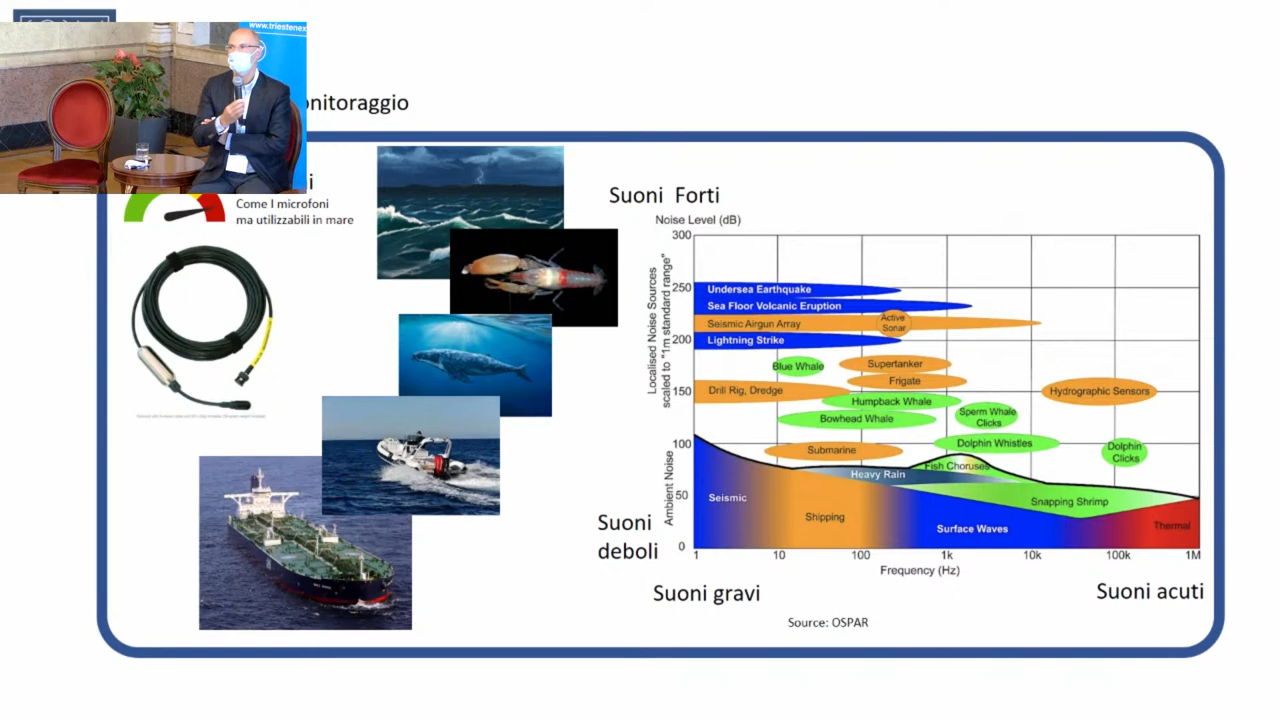 www.triestenex
onitoraggio
Come I microfoni
ma utilizzabili in mare
Suoni Forti
Noise Level (dB)
300
250
200
150
100
50
0
Localised Noise Sources
scaled to "1m standard range"
Ambient Noise
Undersea Earthquake
Sea Floor Volcanic Eruption
Seismic Airgun Array
Active
Sonar
Lightning Strike
Blue Whale
Supertanker
Frigate
Drill Rig, Dredge
Hydrographic Sensors
Humpback Whale
Bowhead Whale
Sperm Whale
Clicks
Submarine
Dolphin Whistles
Dolphin
Clicks
Fish Choruses
Heavy Rain
Seismic
Snapping Shrimp
Shipping
Surface Waves
Thermal
Suoni
deboli
1
10
100
1k
10k
100k
1M
Frequency (Hz)
Suoni gravi
Suoni acuti
Source: OSPAR